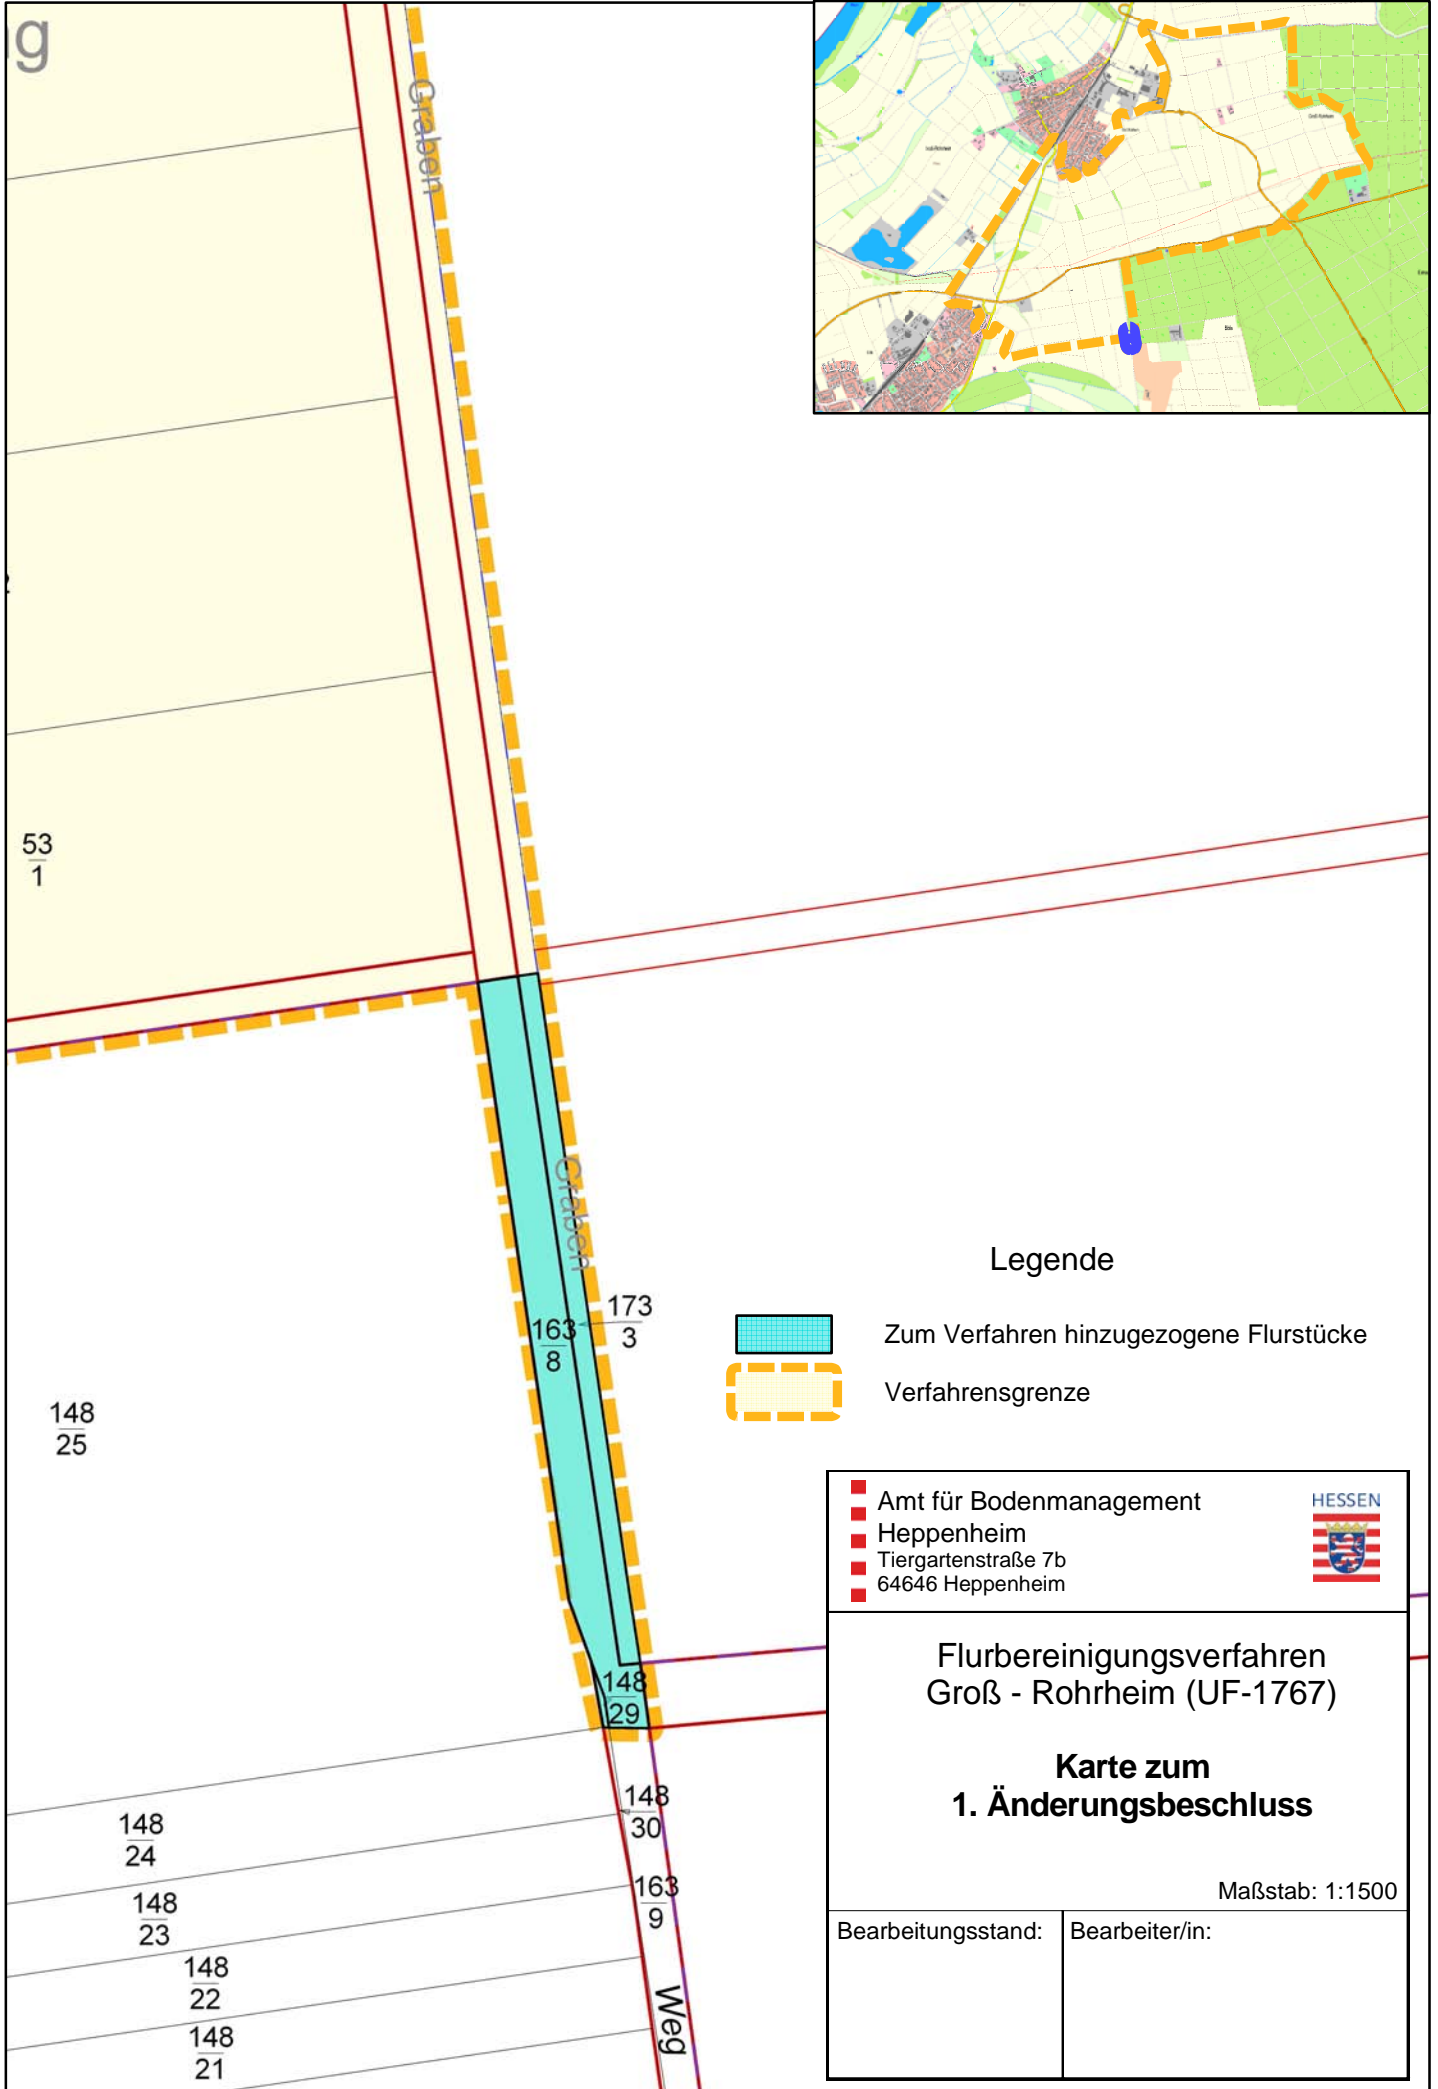 g
Graben
53
1
Graben
163
8
173
3
148
25
148
29
148
30
148
24
163
9
148
23
148
22
148
21
Weg
Legende
Zum Verfahren hinzugezogene Flurstücke
Verfahrensgrenze
Amt für Bodenmanagement
Heppenheim
Tiergartenstraße 7b
64646 Heppenheim
HESSEN
Flurbereinigungsverfahren
Groß - Rohrheim (UF-1767)
Karte zum
1. Änderungsbeschluss
Maßstab: 1:1500
Bearbeitungsstand:
Bearbeiter/in: